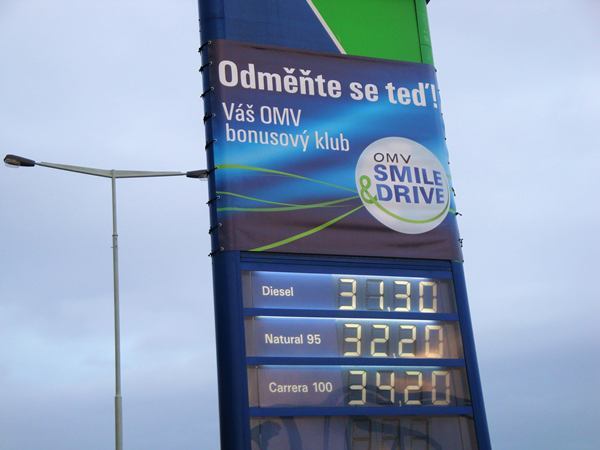 Odměňte se teď!
Váš OMV
bonusový klub
OMV
SMILE
&DRIVE
Diesel 31.30
Natural 95 32.20
Carrera 100 34.20